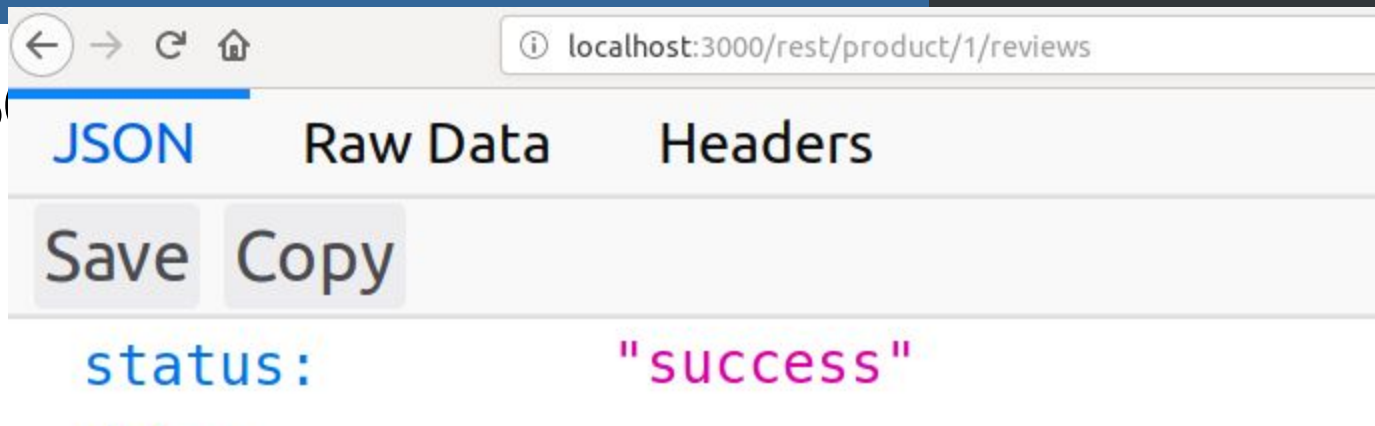 localhost:3000/rest/product/1/reviews
JSON Raw Data Headers
Save Copy
status: "success"